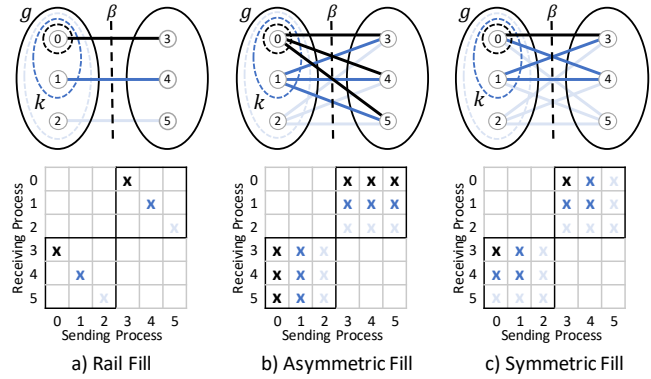 g β g β g β
0 3 0 3 0 3
1 4 1 4 1 4
k k k
2 5 2 5 2 5
Receiving Process
0 x
1 x
2 x
3 x
4 x
5 x
0 1 2 3 4 5
Sending Process
a) Rail Fill
Receiving Process
0 x x x
1 x x x
2 x x x
3 x x x
4 x x x
5 x x x
0 1 2 3 4 5
Sending Process
b) Asymmetric Fill
Receiving Process
0 x x x
1 x x x
2 x x x
3 x x x
4 x x x
5 x x x
0 1 2 3 4 5
Sending Process
c) Symmetric Fill